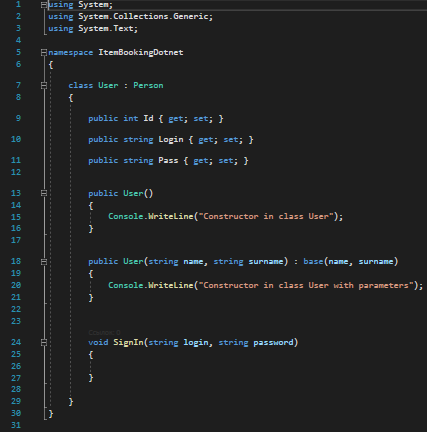 1 using System;
2 using System.Collections.Generic;
3 using System.Text;
4
5 namespace ItemBookingDotnet
6 {
7 class User : Person
8 {
9 public int Id { get; set; }
10 public string Login { get; set; }
11 public string Pass { get; set; }
12
13 public User()
14 {
15 Console.WriteLine("Constructor in class User");
16 }
17
18 public User(string name, string surname) : base(name, surname)
19 {
20 Console.WriteLine("Constructor in class User with parameters");
21 }
22
23
24 void SignIn(string login, string password)
25 {
26
27 }
28
29 }
30 }
31